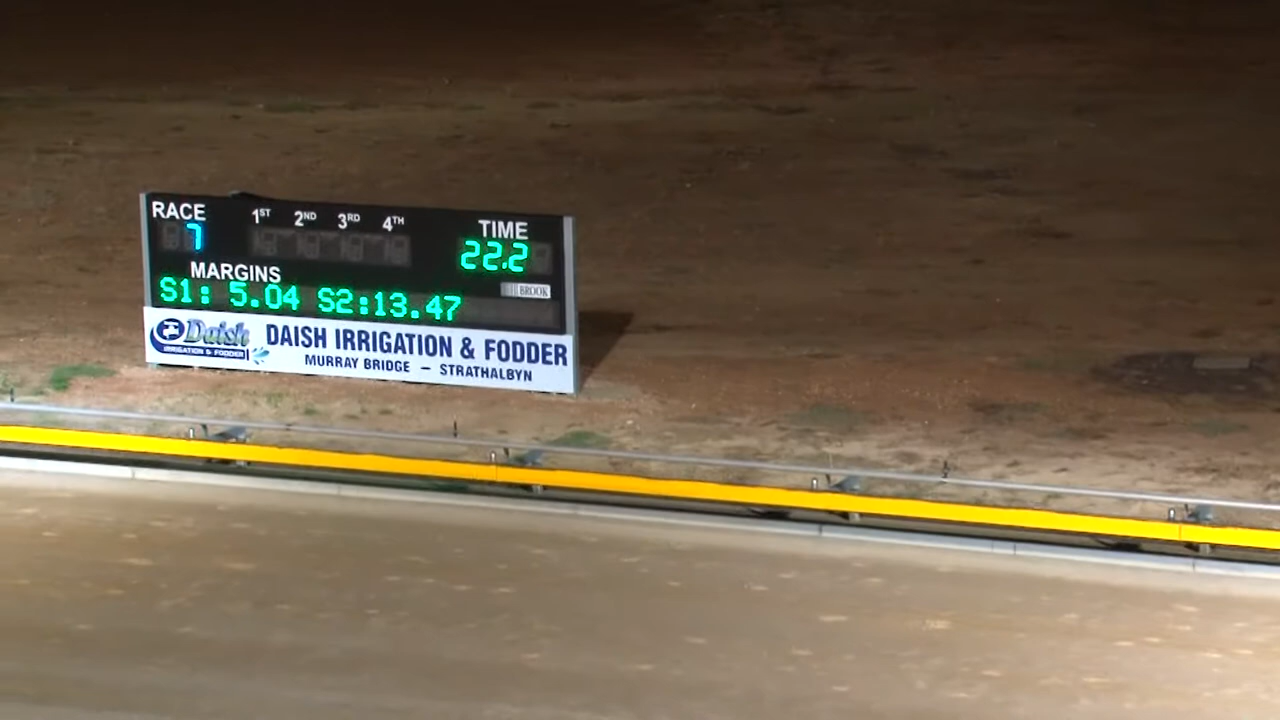 RACE 1ST 2ND 3RD 4TH TIME
7 22.2
MARGINS
S1: 5.04 S2:13.47
BROOK
Daish
IRRIGATION & FODDER
DAISH IRRIGATION & FODDER
MURRAY BRIDGE – STRATHALBYN